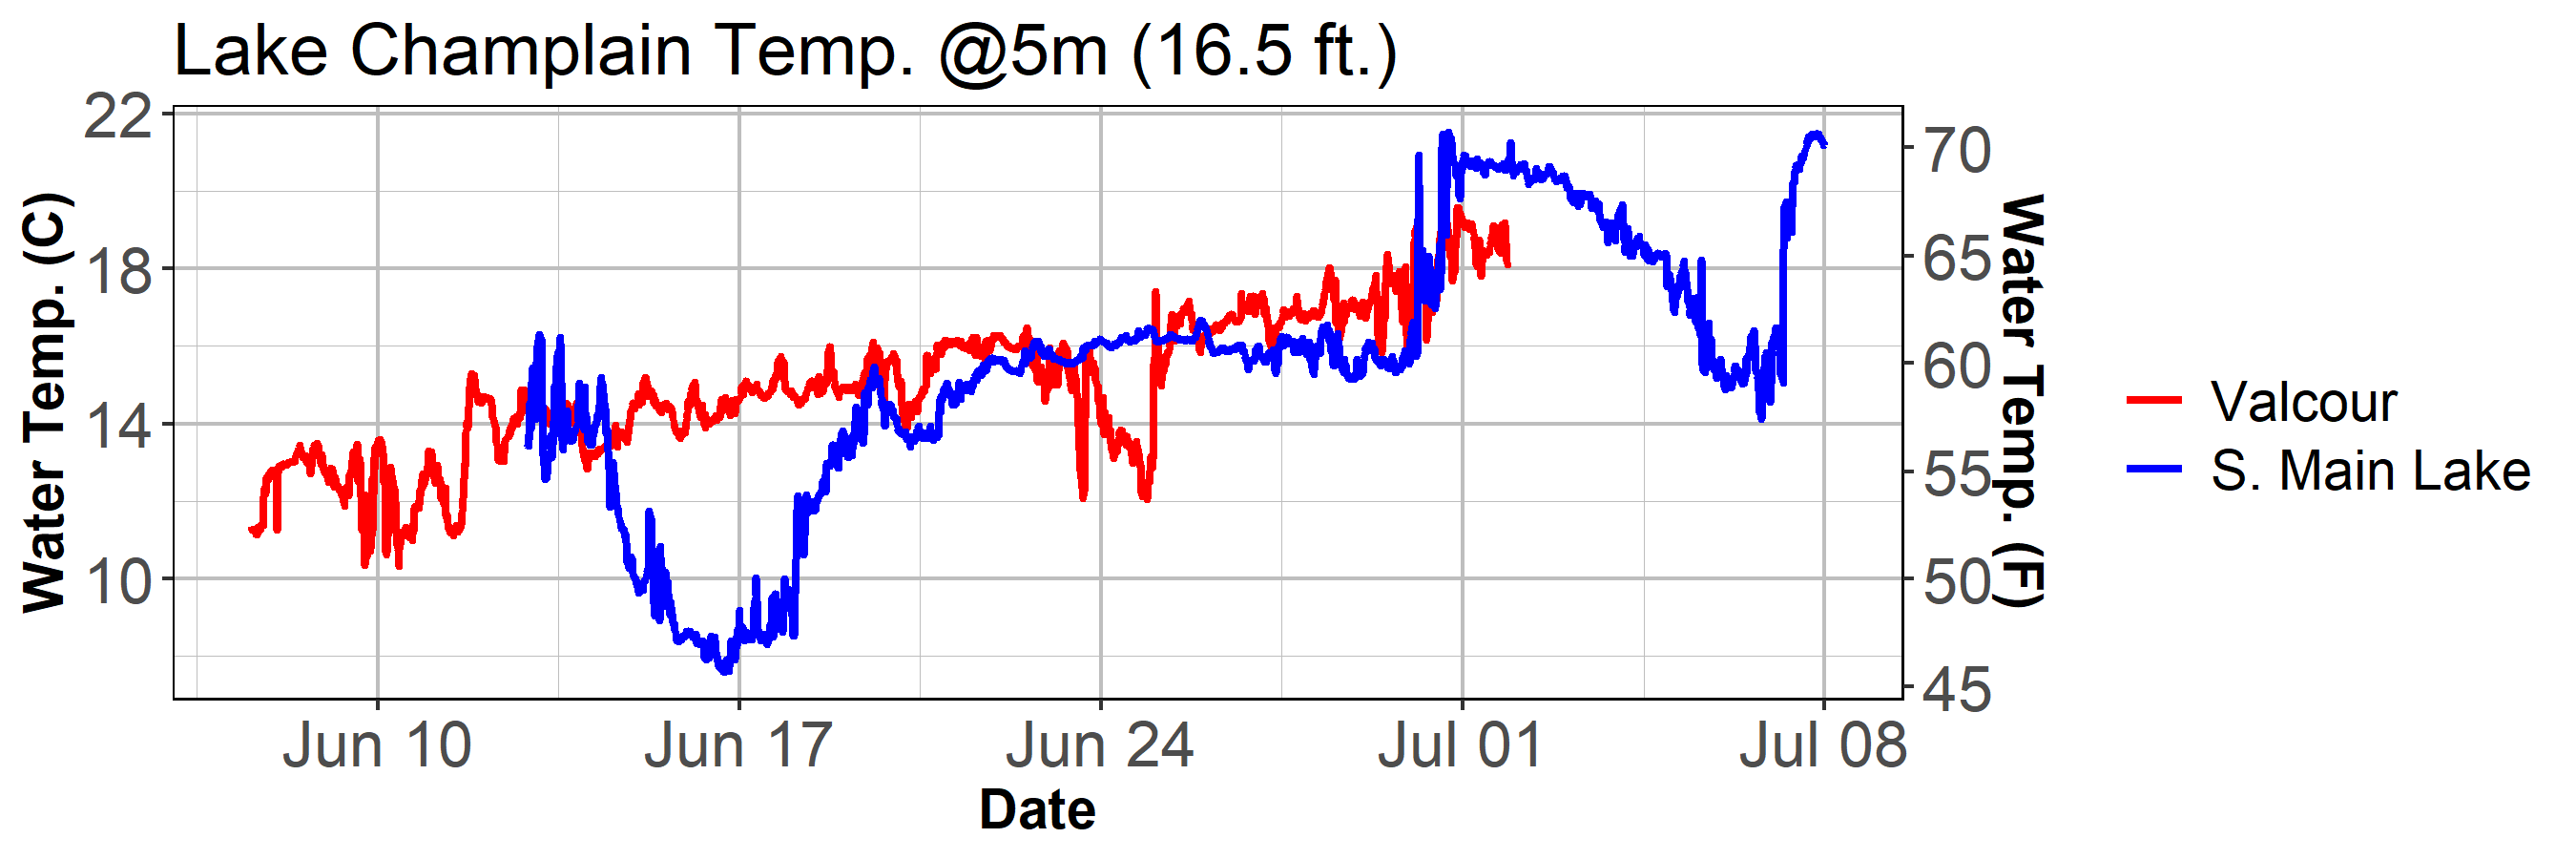 Lake Champlain Temp. @5m (16.5 ft.)
Water Temp. (C)
22
18
14
10
Water Temp. (F)
70
65
60
55
50
45
Jun 10
Jun 17
Jun 24
Jul 01
Jul 08
Date
Valcour
S. Main Lake